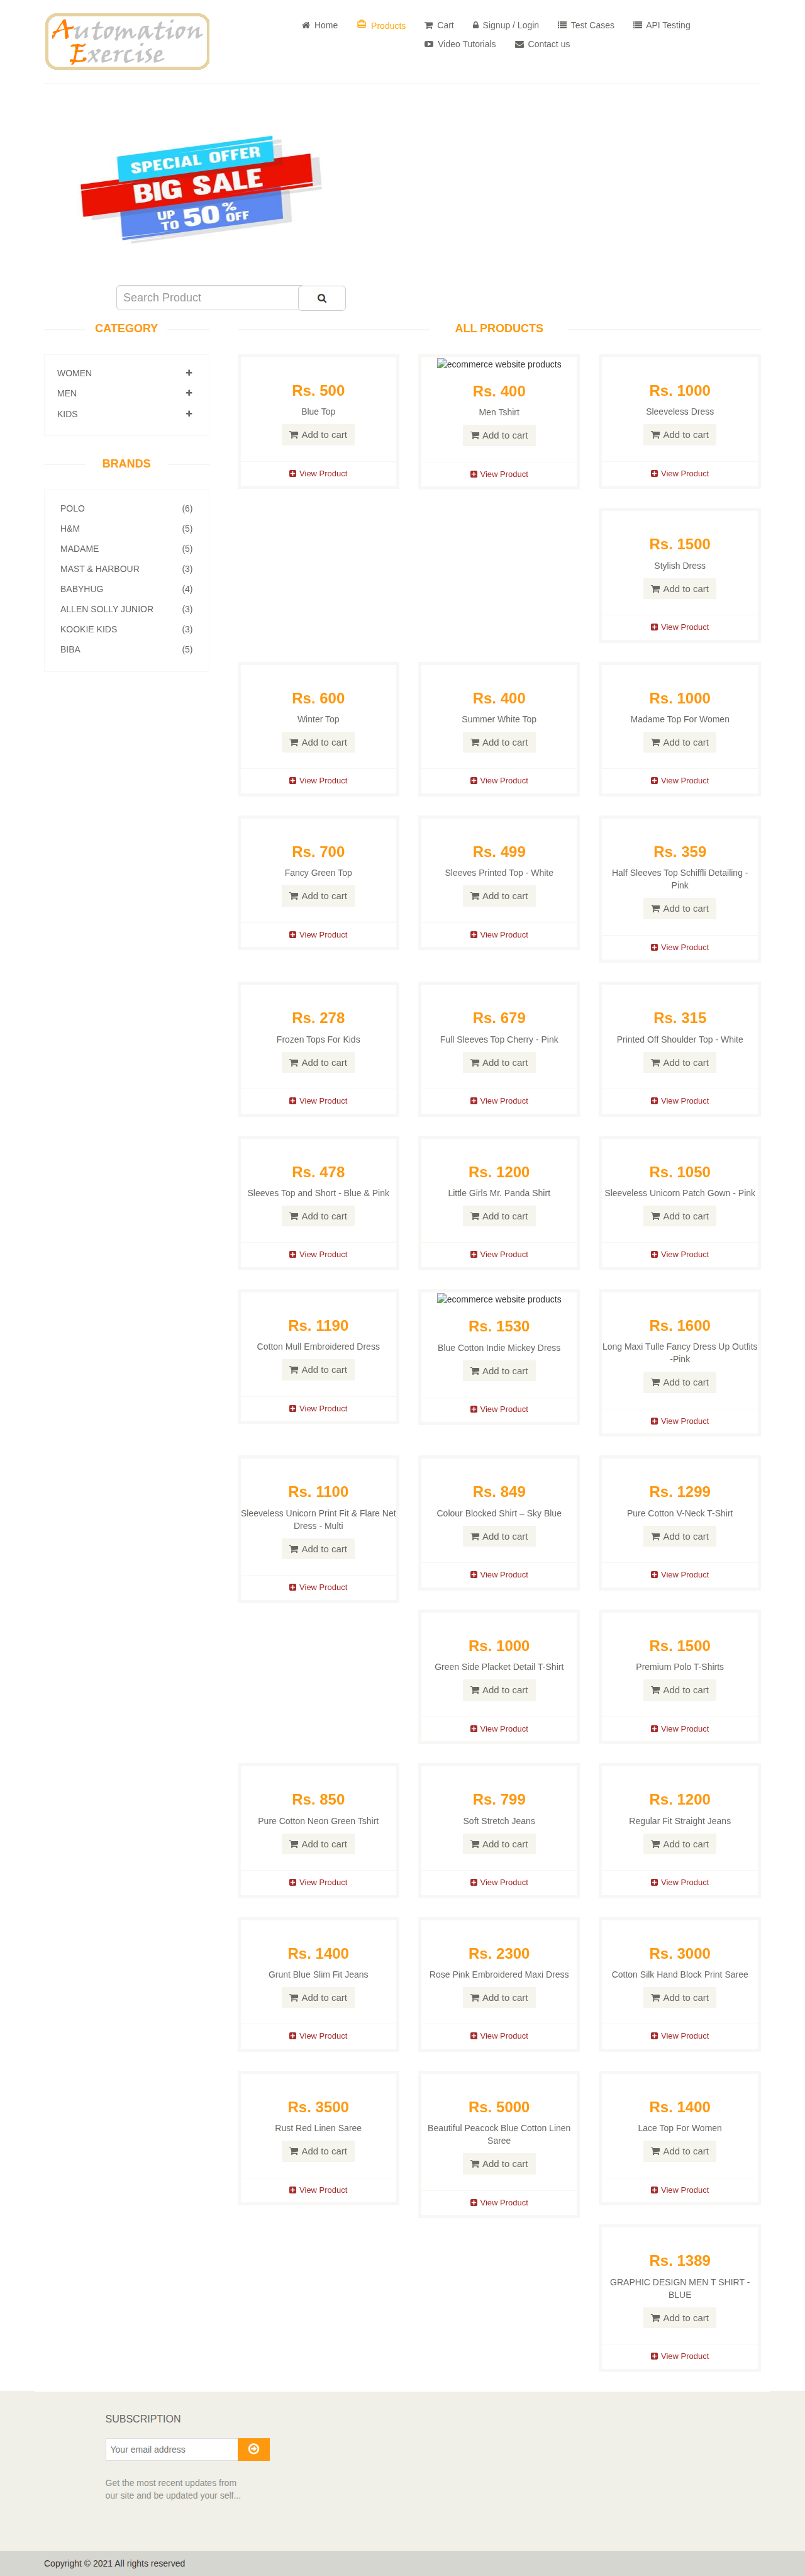 Automation
Exercise
Home
Products
Cart
Signup / Login
Test Cases
API Testing
Video Tutorials
Contact us
SPECIAL OFFER
BIG SALE
UP TO 50% OFF
Search Product
CATEGORY
WOMEN
MEN
KIDS
BRANDS
POLO (6)
H&M (5)
MADAME (5)
MAST & HARBOUR (3)
BABYHUG (4)
ALLEN SOLLY JUNIOR (3)
KOOKIE KIDS (3)
BIBA (5)
ALL PRODUCTS
Rs. 500
Blue Top
Add to cart
View Product
ecommerce website products
Rs. 400
Men Tshirt
Add to cart
View Product
Rs. 1000
Sleeveless Dress
Add to cart
View Product
Rs. 1500
Stylish Dress
Add to cart
View Product
Rs. 600
Winter Top
Add to cart
View Product
Rs. 400
Summer White Top
Add to cart
View Product
Rs. 1000
Madame Top For Women
Add to cart
View Product
Rs. 700
Fancy Green Top
Add to cart
View Product
Rs. 499
Sleeves Printed Top - White
Add to cart
View Product
Rs. 359
Half Sleeves Top Schiffli Detailing -
Pink
Add to cart
View Product
Rs. 278
Frozen Tops For Kids
Add to cart
View Product
Rs. 679
Full Sleeves Top Cherry - Pink
Add to cart
View Product
Rs. 315
Printed Off Shoulder Top - White
Add to cart
View Product
Rs. 478
Sleeves Top and Short - Blue & Pink
Add to cart
View Product
Rs. 1200
Little Girls Mr. Panda Shirt
Add to cart
View Product
Rs. 1050
Sleeveless Unicorn Patch Gown - Pink
Add to cart
View Product
Rs. 1190
Cotton Mull Embroidered Dress
Add to cart
View Product
ecommerce website products
Rs. 1530
Blue Cotton Indie Mickey Dress
Add to cart
View Product
Rs. 1600
Long Maxi Tulle Fancy Dress Up Outfits
-Pink
Add to cart
View Product
Rs. 1100
Sleeveless Unicorn Print Fit & Flare Net
Dress - Multi
Add to cart
View Product
Rs. 849
Colour Blocked Shirt – Sky Blue
Add to cart
View Product
Rs. 1299
Pure Cotton V-Neck T-Shirt
Add to cart
View Product
Rs. 1000
Green Side Placket Detail T-Shirt
Add to cart
View Product
Rs. 1500
Premium Polo T-Shirts
Add to cart
View Product
Rs. 850
Pure Cotton Neon Green Tshirt
Add to cart
View Product
Rs. 799
Soft Stretch Jeans
Add to cart
View Product
Rs. 1200
Regular Fit Straight Jeans
Add to cart
View Product
Rs. 1400
Grunt Blue Slim Fit Jeans
Add to cart
View Product
Rs. 2300
Rose Pink Embroidered Maxi Dress
Add to cart
View Product
Rs. 3000
Cotton Silk Hand Block Print Saree
Add to cart
View Product
Rs. 3500
Rust Red Linen Saree
Add to cart
View Product
Rs. 5000
Beautiful Peacock Blue Cotton Linen
Saree
Add to cart
View Product
Rs. 1400
Lace Top For Women
Add to cart
View Product
Rs. 1389
GRAPHIC DESIGN MEN T SHIRT -
BLUE
Add to cart
View Product
SUBSCRIPTION
Your email address
Get the most recent updates from
our site and be updated your self...
Copyright © 2021 All rights reserved